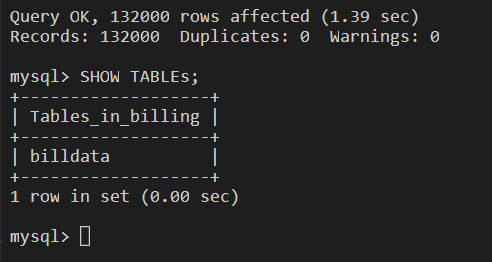 Query OK, 132000 rows affected (1.39 sec)
Records: 132000  Duplicates: 0  Warnings: 0
mysql> SHOW TABLEs;
+-------------------+
| Tables_in_billing |
+-------------------+
| billdata          |
+-------------------+
1 row in set (0.00 sec)
mysql>